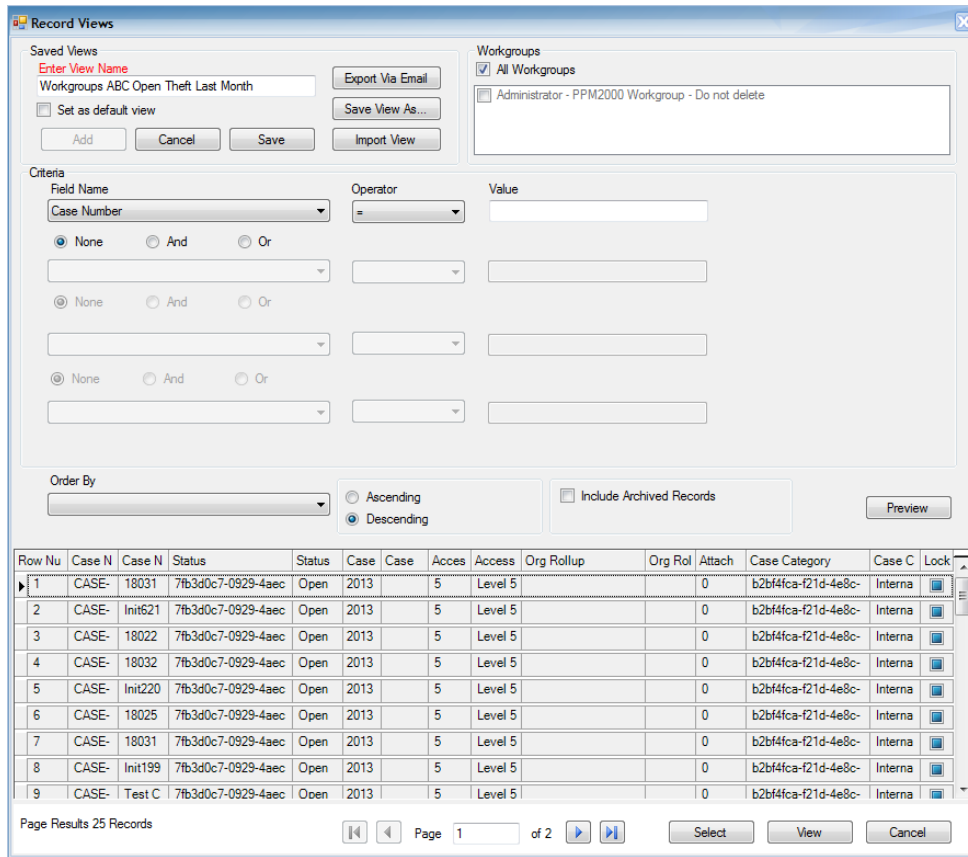 Record Views
Saved Views
Enter View Name
Workgroups ABC Open Theft Last Month
Set as default view
Add Cancel Save
Export Via Email
Save View As...
Import View
Workgroups
All Workgroups
Administrator - PPM2000 Workgroup - Do not delete
Criteria
Field Name Operator Value
Case Number =
None And Or
None And Or
None And Or
Order By
Ascending
Descending
Include Archived Records
Preview
Row Nu Case N Case N Status Status Case Case Acces Access Org Rollup Org Rol Attach Case Category Case C Lock
1 CASE- 18031 7fb3d0c7-0929-4aec Open 2013 5 Level 5 0 b2bf4fca-f21d-4e8c- Interna
2 CASE- Init621 7fb3d0c7-0929-4aec Open 2013 5 Level 5 0 b2bf4fca-f21d-4e8c- Interna
3 CASE- 18022 7fb3d0c7-0929-4aec Open 2013 5 Level 5 0 b2bf4fca-f21d-4e8c- Interna
4 CASE- 18032 7fb3d0c7-0929-4aec Open 2013 5 Level 5 0 b2bf4fca-f21d-4e8c- Interna
5 CASE- Init220 7fb3d0c7-0929-4aec Open 2013 5 Level 5 0 b2bf4fca-f21d-4e8c- Interna
6 CASE- 18025 7fb3d0c7-0929-4aec Open 2013 5 Level 5 0 b2bf4fca-f21d-4e8c- Interna
7 CASE- 18031 7fb3d0c7-0929-4aec Open 2013 5 Level 5 0 b2bf4fca-f21d-4e8c- Interna
8 CASE- Init199 7fb3d0c7-0929-4aec Open 2013 5 Level 5 0 b2bf4fca-f21d-4e8c- Interna
9 CASE- Test C 7fb3d0c7-0929-4aec Open 2013 5 Level 5 0 b2bf4fca-f21d-4e8c- Interna
Page Results 25 Records
Page 1 of 2
Select View Cancel